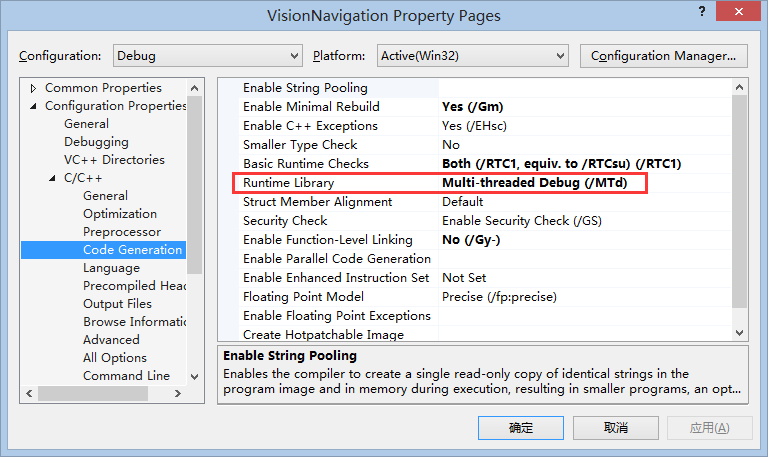 VisionNavigation Property Pages
?
Configuration: Debug Platform: Active(Win32) Configuration Manager...
Common Properties
Configuration Properties
General
Debugging
VC++ Directories
C/C++
General
Optimization
Preprocessor
Code Generation
Language
Precompiled Head
Output Files
Browse Informatic
Advanced
All Options
Command Line
Enable String Pooling
Enable Minimal Rebuild Yes (/Gm)
Enable C++ Exceptions Yes (/EHsc)
Smaller Type Check No
Basic Runtime Checks Both (/RTC1, equiv. to /RTCsu) (/RTC1)
Runtime Library Multi-threaded Debug (/MTd)
Struct Member Alignment Default
Security Check Enable Security Check (/GS)
Enable Function-Level Linking No (/Gy-)
Enable Parallel Code Generation
Enable Enhanced Instruction Set Not Set
Floating Point Model Precise (/fp:precise)
Enable Floating Point Exceptions
Create Hotpatchable Image
Enable String Pooling
Enables the compiler to create a single read-only copy of identical strings in the
program image and in memory during execution, resulting in smaller programs, an opt...
确定 取消 应用(A)